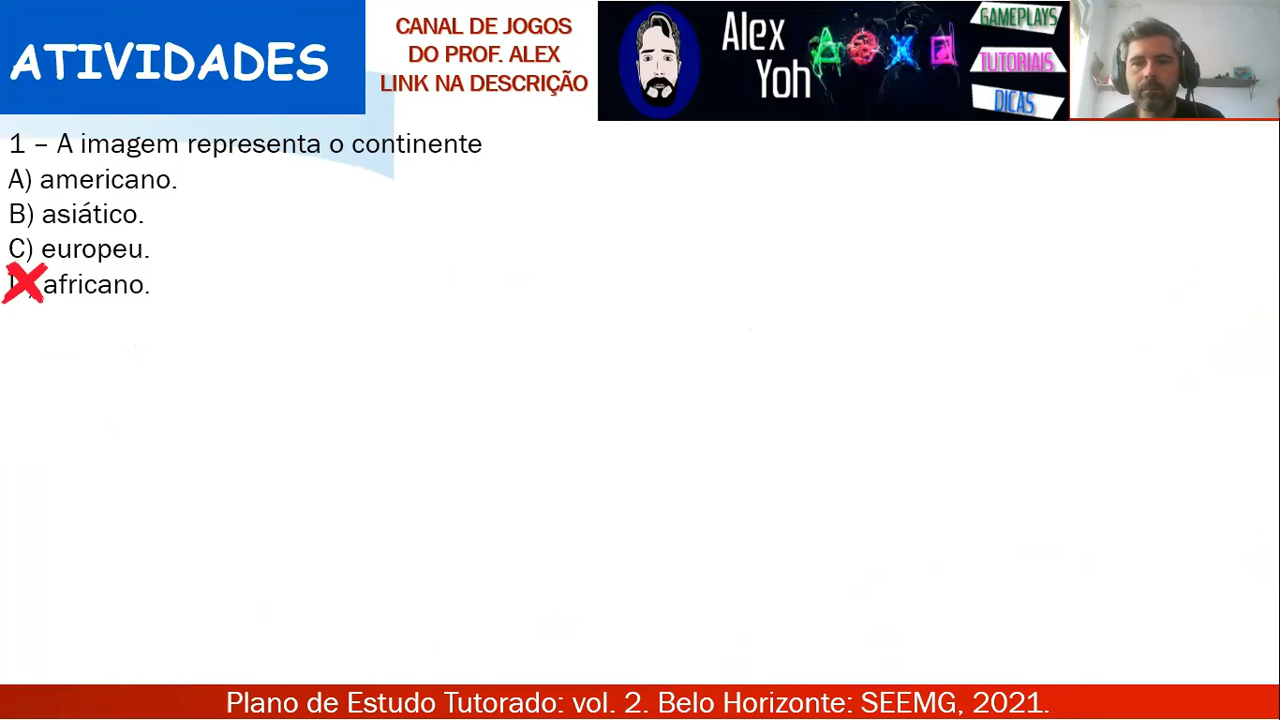 ATIVIDADES
CANAL DE JOGOS
DO PROF. ALEX
LINK NA DESCRIÇÃO
Alex
Yoh
GAMEPLAYS
TUTORIAIS
DICAS
1 – A imagem representa o continente
A) americano.
B) asiático.
C) europeu.
africano.
Plano de Estudo Tutorado: vol. 2. Belo Horizonte: SEEMG, 2021.